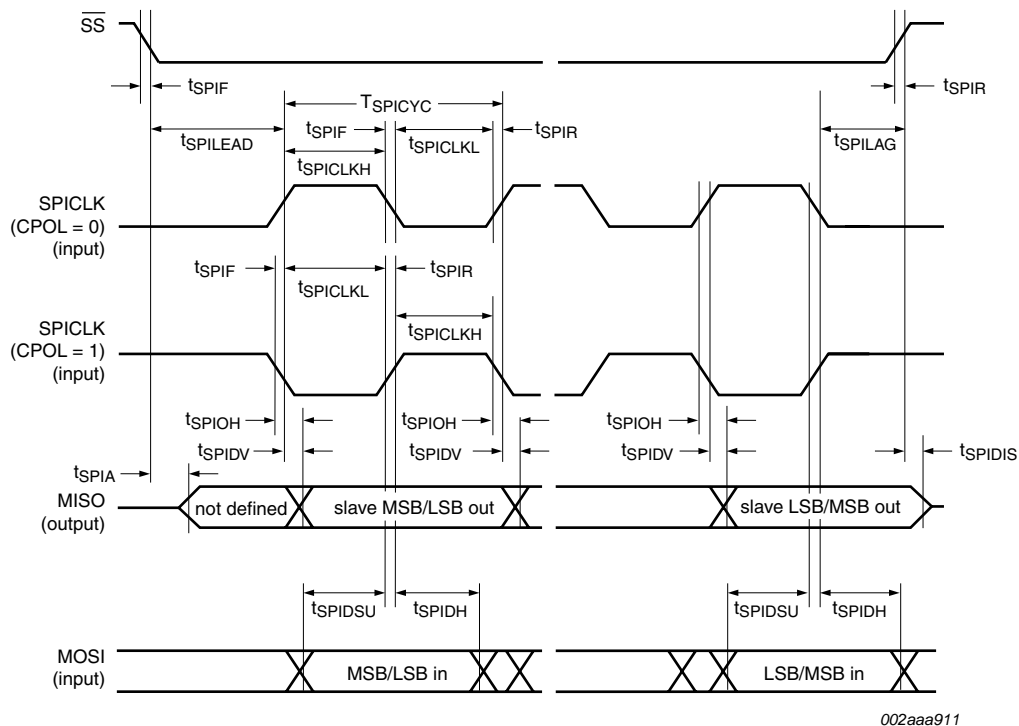 SS
tSPIF
tSPIR
TSPICYC
tSPILEAD
tSPIF
tSPICLKL
tSPIR
tSPILAG
tSPICLKH
SPICLK
(CPOL = 0)
(input)
tSPIF
tSPICLKL
tSPIR
SPICLK
(CPOL = 1)
(input)
tSPICLKH
tSPIOH
tSPIOH
tSPIOH
tSPIDV
tSPIDV
tSPIDV
tSPIDIS
tSPIA
MISO
(output)
not defined
slave MSB/LSB out
slave LSB/MSB out
tSPIDSU
tSPIDH
tSPIDSU
tSPIDH
MOSI
(input)
MSB/LSB in
LSB/MSB in
002aaa911